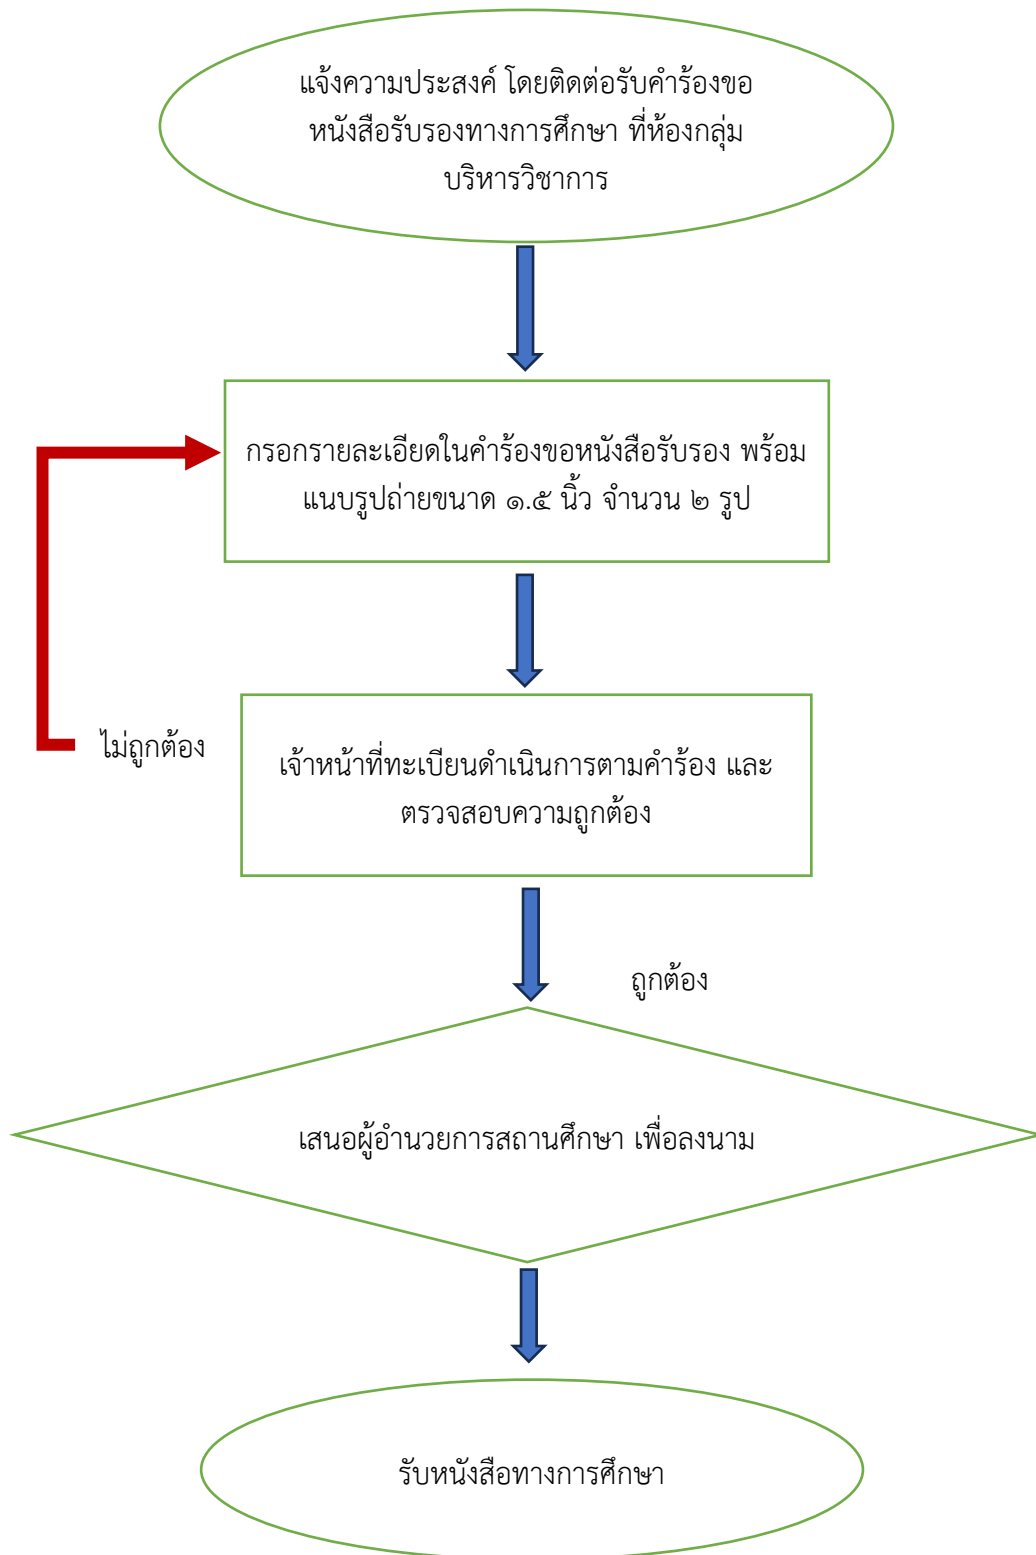 แจ้งความประสงค์ โดยติดต่อรับคำร้องขอ
หนังสือรับรองทางการศึกษา ที่ห้องกลุ่ม
บริหารวิชาการ
กรอกรายละเอียดในคำร้องขอหนังสือรับรอง พร้อม
แนบรูปถ่ายขนาด ๑.๕ นิ้ว จำนวน ๒ รูป
ไม่ถูกต้อง
เจ้าหน้าที่ทะเบียนดำเนินการตามคำร้อง และ
ตรวจสอบความถูกต้อง
ถูกต้อง
เสนอผู้อำนวยการสถานศึกษา เพื่อลงนาม
รับหนังสือทางการศึกษา